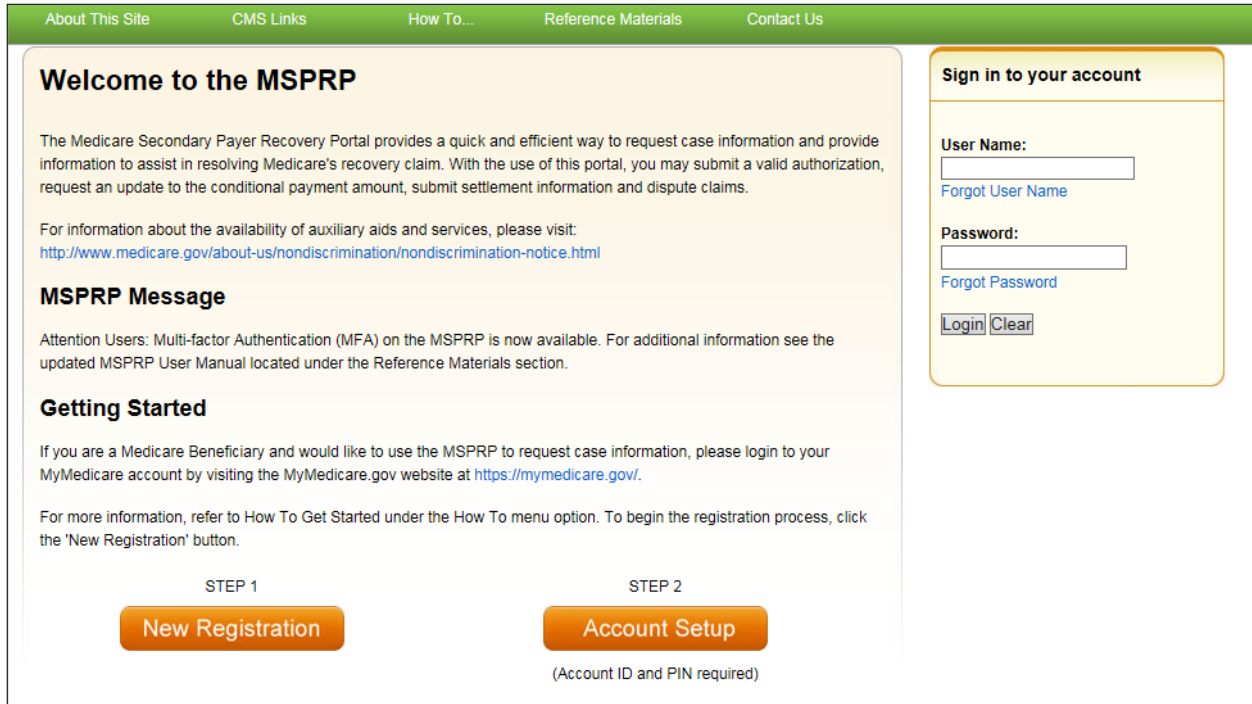 About This Site CMS Links How To... Reference Materials Contact Us
Welcome to the MSPRP
The Medicare Secondary Payer Recovery Portal provides a quick and efficient way to request case information and provide
information to assist in resolving Medicare's recovery claim. With the use of this portal, you may submit a valid authorization,
request an update to the conditional payment amount, submit settlement information and dispute claims.
For information about the availability of auxiliary aids and services, please visit:
http://www.medicare.gov/about-us/nondiscrimination/nondiscrimination-notice.html
MSPRP Message
Attention Users: Multi-factor Authentication (MFA) on the MSPRP is now available. For additional information see the
updated MSPRP User Manual located under the Reference Materials section.
Getting Started
If you are a Medicare Beneficiary and would like to use the MSPRP to request case information, please login to your
MyMedicare account by visiting the MyMedicare.gov website at https://mymedicare.gov/.
For more information, refer to How To Get Started under the How To menu option. To begin the registration process, click
the 'New Registration' button.
STEP 1
New Registration
STEP 2
Account Setup
(Account ID and PIN required)
Sign in to your account
User Name:
Forgot User Name
Password:
Forgot Password
Login Clear